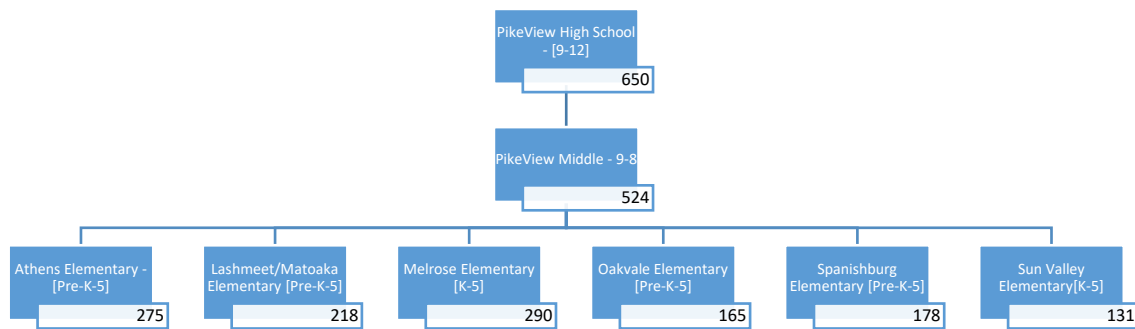 PikeView High School
- [9-12]
650
PikeView Middle - 9-8
524
Athens Elementary -
[Pre-K-5]
275
Lashmeet/Matoaka
Elementary [Pre-K-5]
218
Melrose Elementary
[K-5]
290
Oakvale Elementary
[Pre-K-5]
165
Spanishburg
Elementary [Pre-K-5]
178
Sun Valley
Elementary[K-5]
131